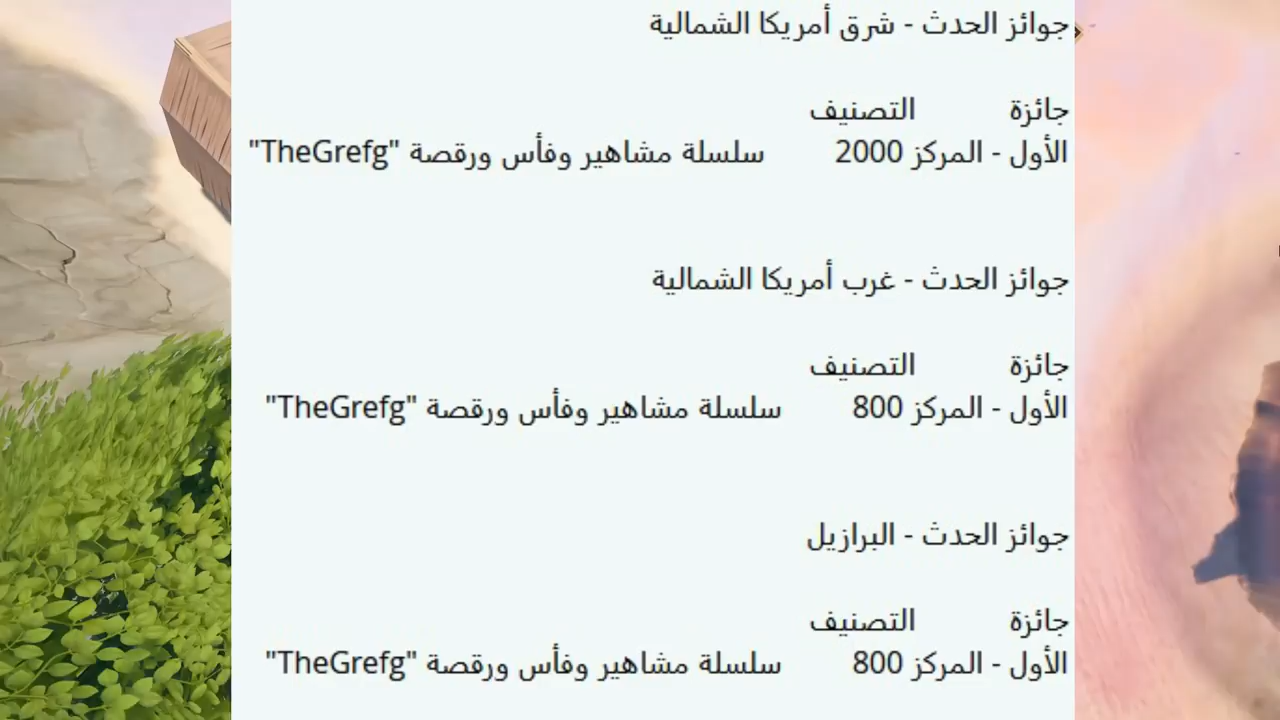 جوائز الحدث - شرق أمريكا الشمالية
جائزة التصنيف
الأول - المركز 2000 سلسلة مشاهير وفأس ورقصة "TheGrefg"
جوائز الحدث - غرب أمريكا الشمالية
جائزة التصنيف
الأول - المركز 800 سلسلة مشاهير وفأس ورقصة "TheGrefg"
جوائز الحدث - البرازيل
جائزة التصنيف
الأول - المركز 800 سلسلة مشاهير وفأس ورقصة "TheGrefg"